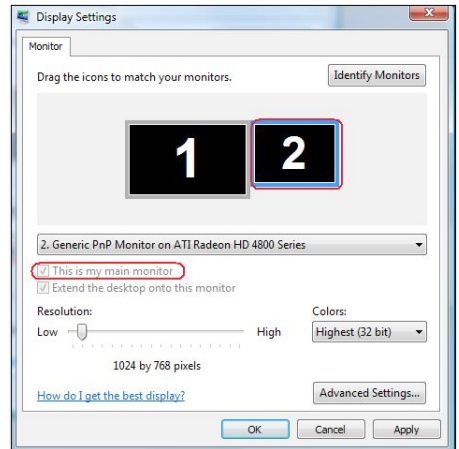 Display Settings
Monitor
Drag the icons to match your monitors.
Identify Monitors
1
2
2. Generic PnP Monitor on ATI Radeon HD 4800 Series
This is my main monitor
Extend the desktop onto this monitor
Resolution:
Colors:
Low
High
Highest (32 bit)
1024 by 768 pixels
How do I get the best display?
Advanced Settings...
OK
Cancel
Apply